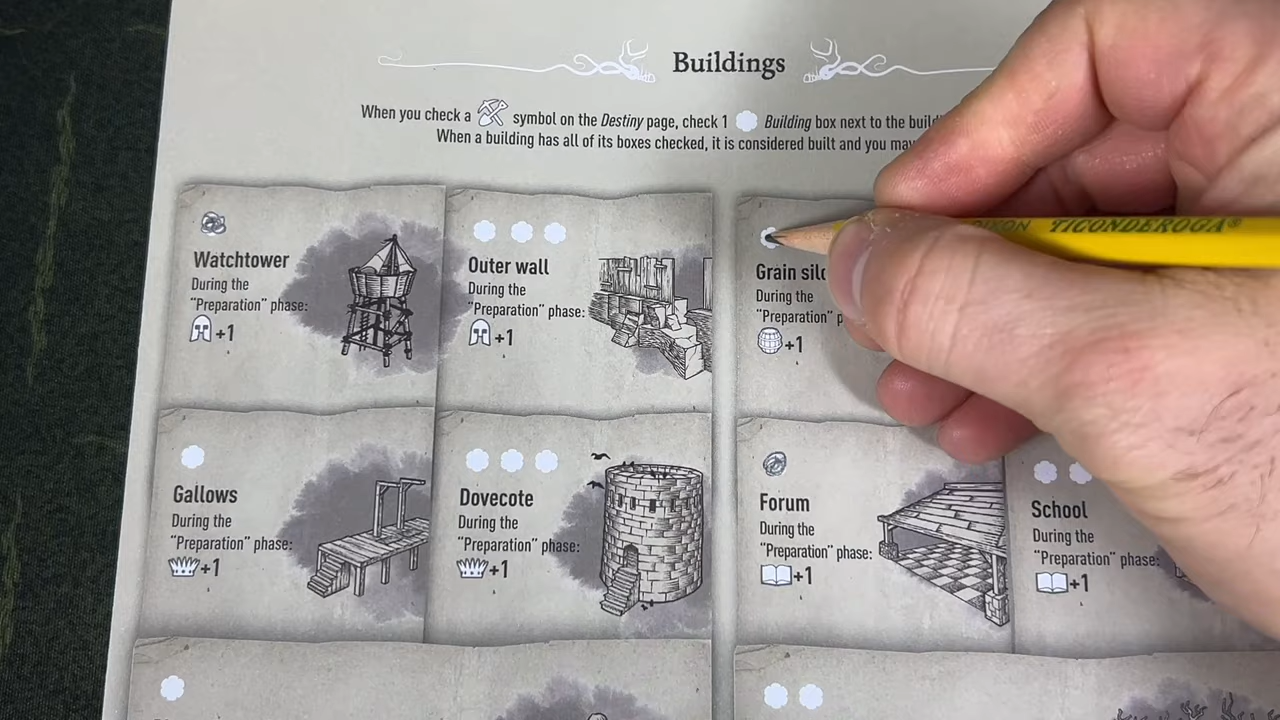 Buildings
When you check a symbol on the Destiny page, check 1 Building box next to the
When a building has all of its boxes checked, it is considered built and you may
DIXON TICONDEROGA®
Watchtower
During the
"Preparation" phase:
+1
Outer wall
During the
"Preparation" phase:
+1
Grain
During the
"Preparation"
+1
Gallows
During the
"Preparation" phase:
+1
Dovecote
During the
"Preparation" phase:
+1
Forum
During the
"Preparation" phase:
+1
School
During the
"Preparation" phase:
+1